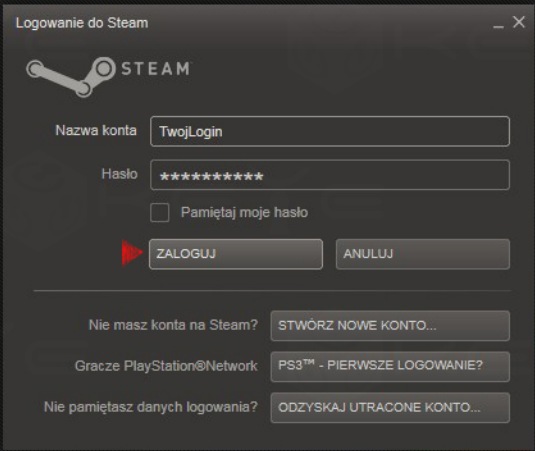 Logowanie do Steam
STEAM
Nazwa konta TwojLogin
Hasło **********
Pamiętaj moje hasło
ZALOGUJ ANULUJ
Nie masz konta na Steam? STWÓRZ NOWE KONTO...
Gracze PlayStation®Network PS3™ - PIERWSZE LOGOWANIE?
Nie pamiętasz danych logowania? ODZYSKAJ UTRACONE KONTO...